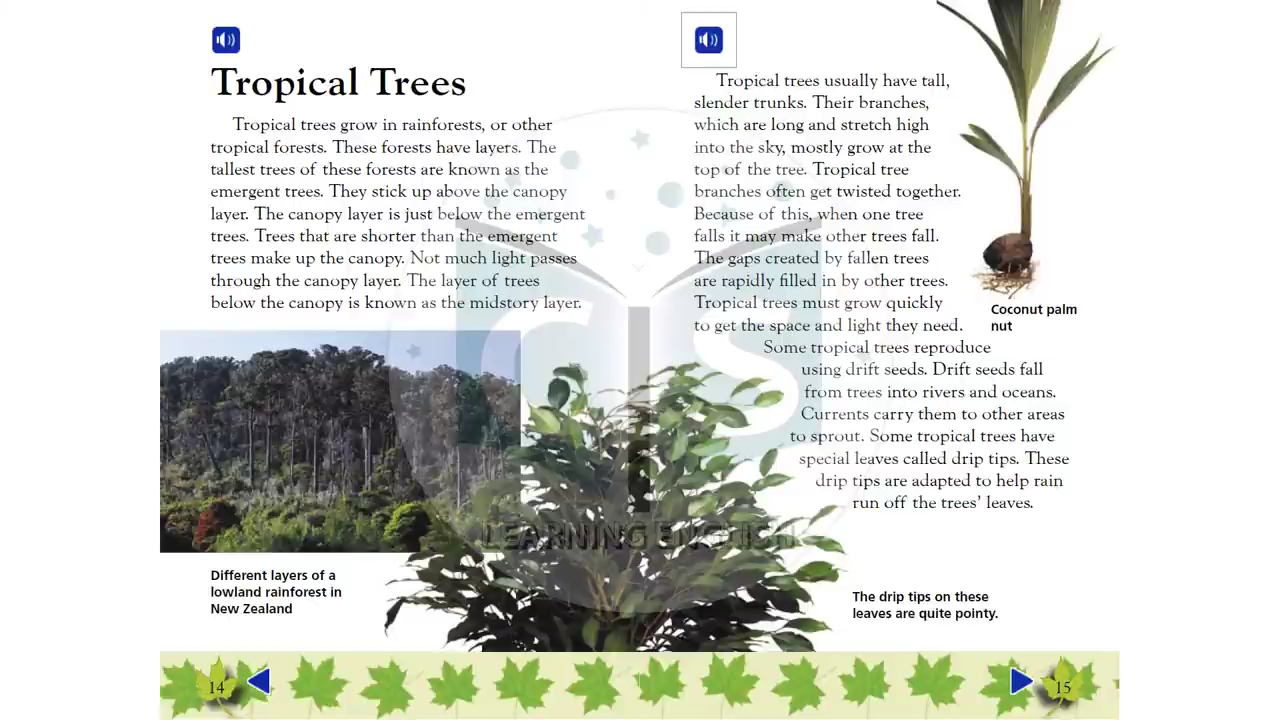 Tropical Trees
Tropical trees grow in rainforests, or other
tropical forests. These forests have layers. The
tallest trees of these forests are known as the
emergent trees. They stick up above the canopy
layer. The canopy layer is just below the emergent
trees. Trees that are shorter than the emergent
trees make up the canopy. Not much light passes
through the canopy layer. The layer of trees
below the canopy is known as the midstory layer.
Different layers of a
lowland rainforest in
New Zealand
14
Tropical trees usually have tall,
slender trunks. Their branches,
which are long and stretch high
into the sky, mostly grow at the
top of the tree. Tropical tree
branches often get twisted together.
Because of this, when one tree
falls it may make other trees fall.
The gaps created by fallen trees
are rapidly filled in by other trees.
Tropical trees must grow quickly
to get the space and light they need.
Some tropical trees reproduce
using drift seeds. Drift seeds fall
from trees into rivers and oceans.
Currents carry them to other areas
to sprout. Some tropical trees have
special leaves called drip tips. These
drip tips are adapted to help rain
run off the trees' leaves.
Coconut palm
nut
The drip tips on these
leaves are quite pointy.
15
LEARNING ENGLISH